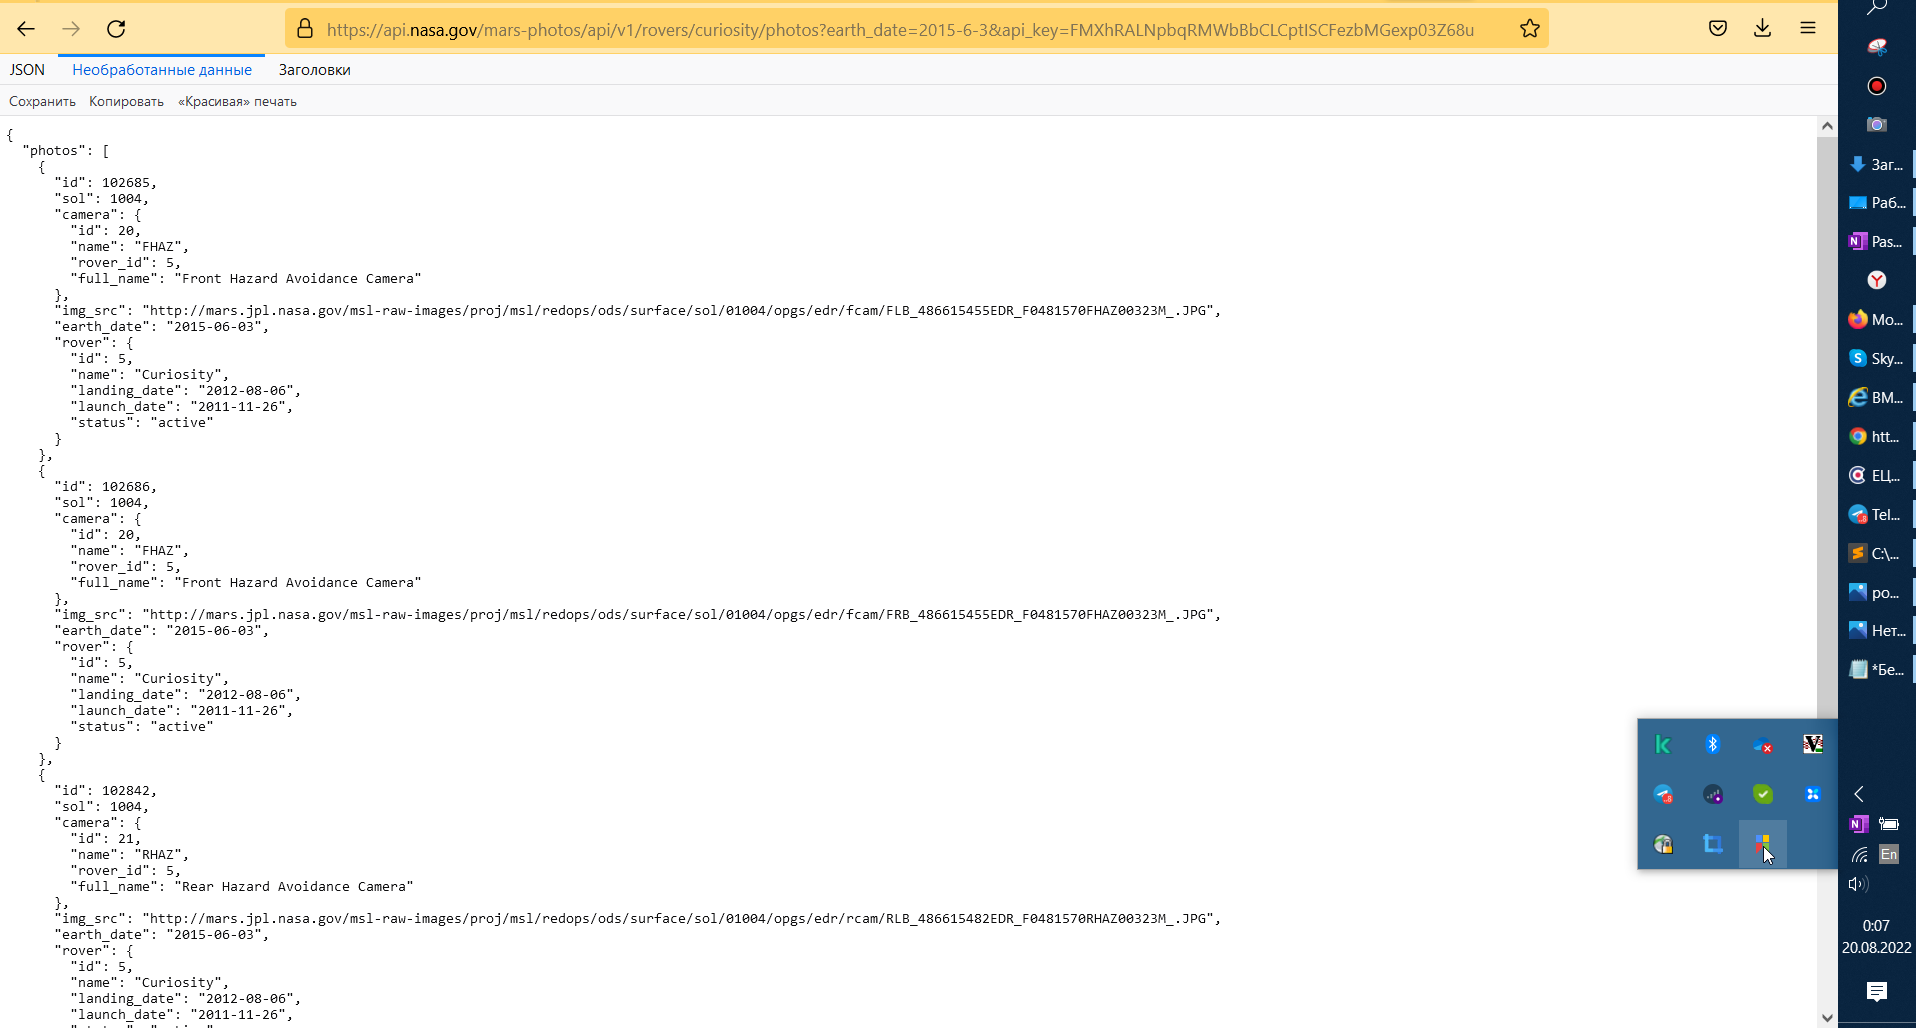 https://api.nasa.gov/mars-photos/api/v1/rovers/curiosity/photos?earth_date=2015-6-3&api_key=FMXhRALNpbqRMWbBbCLCptISCFezbMGexp03Z68u
JSON Необработанные данные Заголовки
Сохранить Копировать «Красивая» печать
{
  "photos": [
    {
      "id": 102685,
      "sol": 1004,
      "camera": {
        "id": 20,
        "name": "FHAZ",
        "rover_id": 5,
        "full_name": "Front Hazard Avoidance Camera"
      },
      "img_src": "http://mars.jpl.nasa.gov/msl-raw-images/proj/msl/redops/ods/surface/sol/01004/opgs/edr/fcam/FLB_486615455EDR_F0481570FHAZ00323M_.JPG",
      "earth_date": "2015-06-03",
      "rover": {
        "id": 5,
        "name": "Curiosity",
        "landing_date": "2012-08-06",
        "launch_date": "2011-11-26",
        "status": "active"
      }
    },
    {
      "id": 102686,
      "sol": 1004,
      "camera": {
        "id": 20,
        "name": "FHAZ",
        "rover_id": 5,
        "full_name": "Front Hazard Avoidance Camera"
      },
      "img_src": "http://mars.jpl.nasa.gov/msl-raw-images/proj/msl/redops/ods/surface/sol/01004/opgs/edr/fcam/FRB_486615455EDR_F0481570FHAZ00323M_.JPG",
      "earth_date": "2015-06-03",
      "rover": {
        "id": 5,
        "name": "Curiosity",
        "landing_date": "2012-08-06",
        "launch_date": "2011-11-26",
        "status": "active"
      }
    },
    {
      "id": 102842,
      "sol": 1004,
      "camera": {
        "id": 21,
        "name": "RHAZ",
        "rover_id": 5,
        "full_name": "Rear Hazard Avoidance Camera"
      },
      "img_src": "http://mars.jpl.nasa.gov/msl-raw-images/proj/msl/redops/ods/surface/sol/01004/opgs/edr/rcam/RLB_486615482EDR_F0481570RHAZ00323M_.JPG",
      "earth_date": "2015-06-03",
      "rover": {
        "id": 5,
        "name": "Curiosity",
        "landing_date": "2012-08-06",
        "launch_date": "2011-11-26",
Заг...
Раб...
Pas...
Mo...
Sky...
BM...
htt...
ЕЦ...
Tel...
C:\...
po...
Нет...
*Бе...
En
0:07
20.08.2022